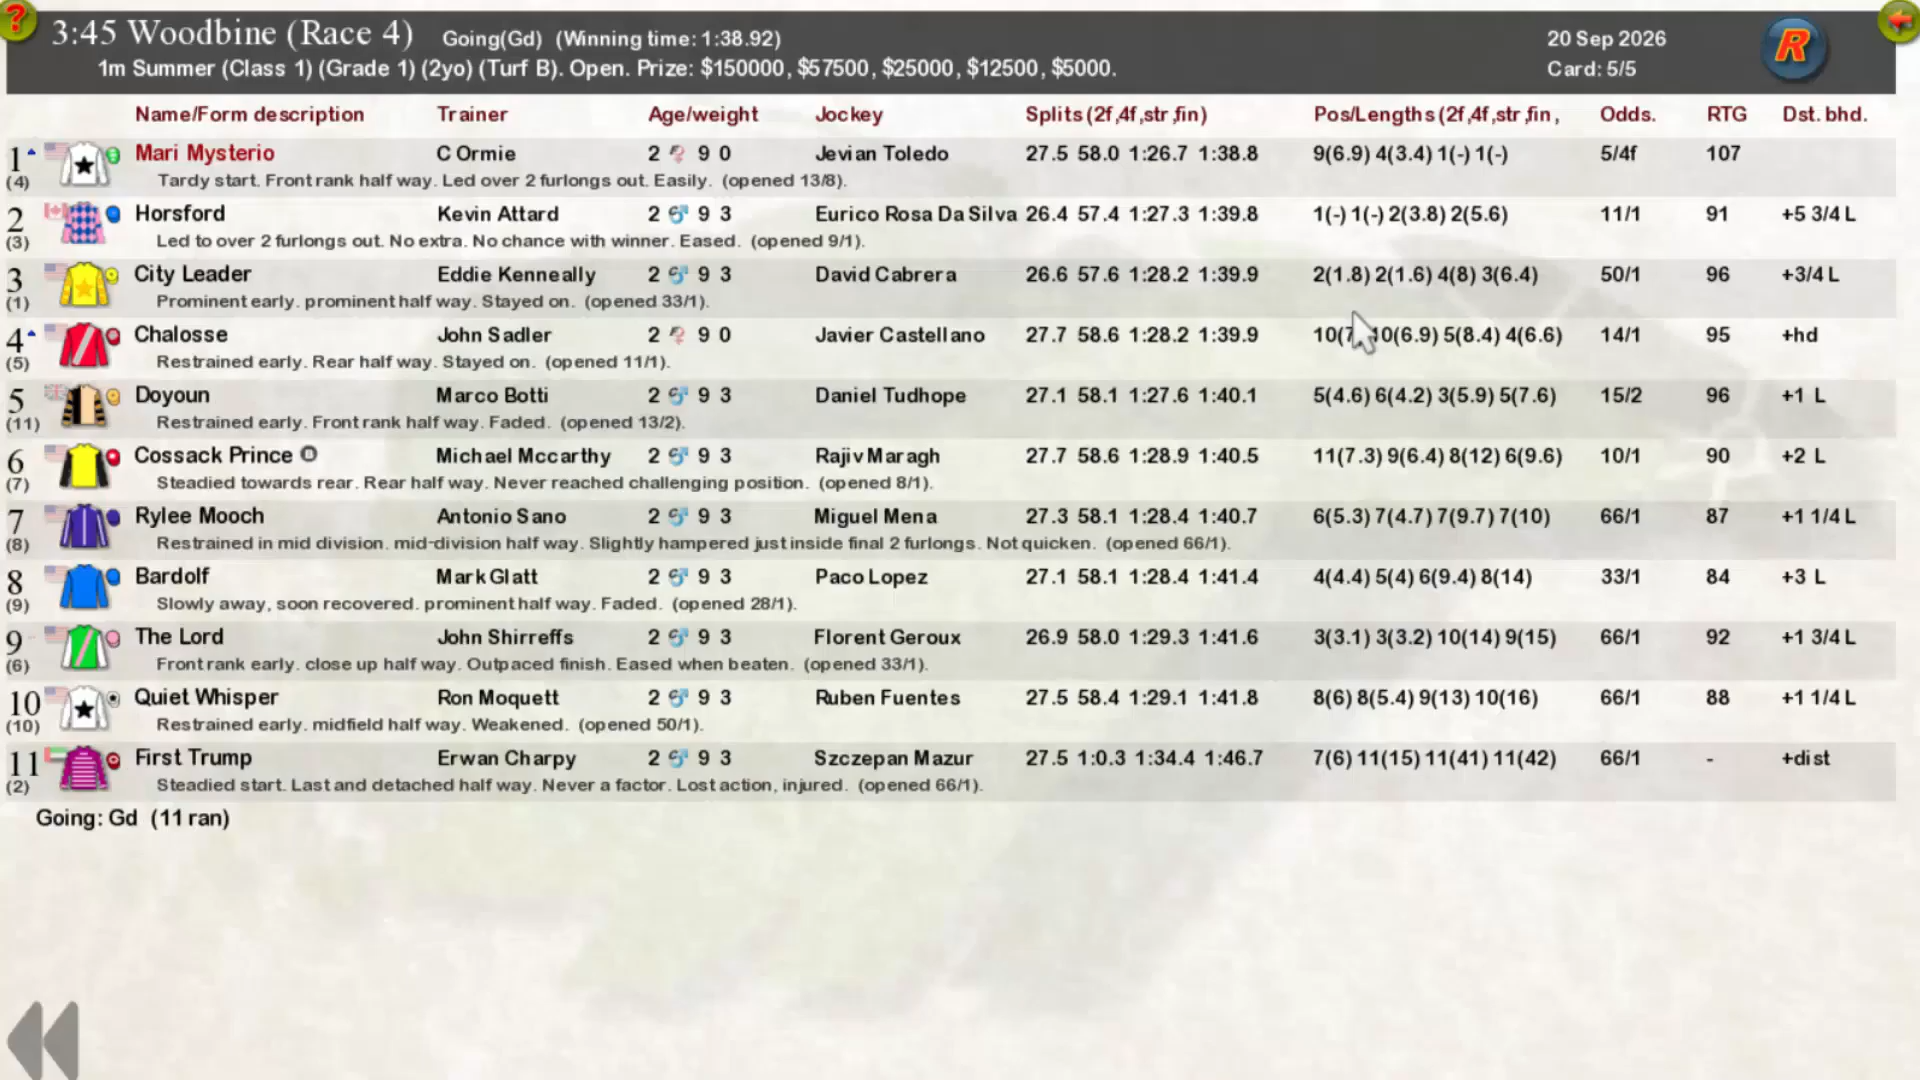 ?
3:45 Woodbine (Race 4) Going(Gd) (Winning time: 1:38.92) 20 Sep 2026 R
1m Summer (Class 1) (Grade 1) (2yo) (Turf B). Open. Prize: $150000, $57500, $25000, $12500, $5000. Card: 5/5
Name/Form description Trainer Age/weight Jockey Splits (2f,4f,str,fin) Pos/Lengths (2f,4f,str,fin, Odds. RTG Dst. bhd.
1 Mari Mysterio C Ormie 2 9 0 Jevian Toledo 27.5 58.0 1:26.7 1:38.8 9(6.9) 4(3.4) 1(-) 1(-) 5/4f 107
(4) Tardy start. Front rank half way. Led over 2 furlongs out. Easily. (opened 13/8).
2 Horsford Kevin Attard 2 9 3 Eurico Rosa Da Silva 26.4 57.4 1:27.3 1:39.8 1(-) 1(-) 2(3.8) 2(5.6) 11/1 91 +5 3/4 L
(3) Led to over 2 furlongs out. No extra. No chance with winner. Eased. (opened 9/1).
3 City Leader Eddie Kenneally 2 9 3 David Cabrera 26.6 57.6 1:28.2 1:39.9 2(1.8) 2(1.6) 4(8) 3(6.4) 50/1 96 +3/4 L
(1) Prominent early. prominent half way. Stayed on. (opened 33/1).
4 Chalosse John Sadler 2 9 0 Javier Castellano 27.7 58.6 1:28.2 1:39.9 10(7 10(6.9) 5(8.4) 4(6.6) 14/1 95 +hd
(5) Restrained early. Rear half way. Stayed on. (opened 11/1).
5 Doyoun Marco Botti 2 9 3 Daniel Tudhope 27.1 58.1 1:27.6 1:40.1 5(4.6) 6(4.2) 3(5.9) 5(7.6) 15/2 96 +1 L
(11) Restrained early. Front rank half way. Faded. (opened 13/2).
6 Cossack Prince Michael Mccarthy 2 9 3 Rajiv Maragh 27.7 58.6 1:28.9 1:40.5 11(7.3) 9(6.4) 8(12) 6(9.6) 10/1 90 +2 L
(7) Steadied towards rear. Rear half way. Never reached challenging position. (opened 8/1).
7 Rylee Mooch Antonio Sano 2 9 3 Miguel Mena 27.3 58.1 1:28.4 1:40.7 6(5.3) 7(4.7) 7(9.7) 7(10) 66/1 87 +1 1/4 L
(8) Restrained in mid division. mid-division half way. Slightly hampered just inside final 2 furlongs. Not quicken. (opened 66/1).
8 Bardolf Mark Glatt 2 9 3 Paco Lopez 27.1 58.1 1:28.4 1:41.4 4(4.4) 5(4) 6(9.4) 8(14) 33/1 84 +3 L
(9) Slowly away, soon recovered. prominent half way. Faded. (opened 28/1).
9 The Lord John Shirreffs 2 9 3 Florent Geroux 26.9 58.0 1:29.3 1:41.6 3(3.1) 3(3.2) 10(14) 9(15) 66/1 92 +1 3/4 L
(6) Front rank early. close up half way. Outpaced finish. Eased when beaten. (opened 33/1).
10 Quiet Whisper Ron Moquett 2 9 3 Ruben Fuentes 27.5 58.4 1:29.1 1:41.8 8(6) 8(5.4) 9(13) 10(16) 66/1 88 +1 1/4 L
(10) Restrained early. midfield half way. Weakened. (opened 50/1).
11 First Trump Erwan Charpy 2 9 3 Szczepan Mazur 27.5 1:0.3 1:34.4 1:46.7 7(6) 11(15) 11(41) 11(42) 66/1 - +dist
(2) Steadied start. Last and detached half way. Never a factor. Lost action, injured. (opened 66/1).
Going: Gd (11 ran)